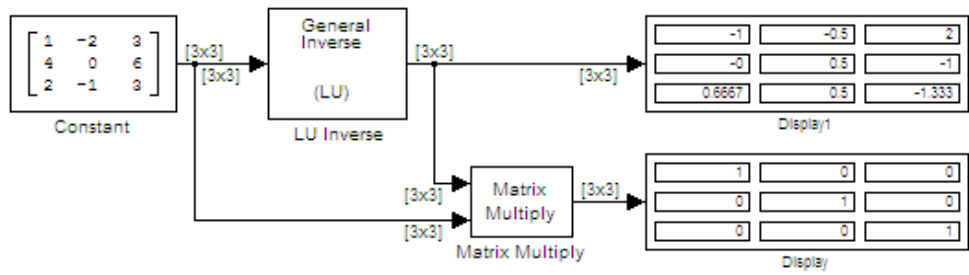 1 -2 3
4 0 6
2 -1 3
Constant
[3x3]
[3x3]
General
Inverse
(LU)
LU Inverse
[3x3]
[3x3]
-1 -0.5 2
-0 0.5 -1
0.6667 0.5 -1.333
Display1
[3x3]
[3x3]
Matrix
Multiply
Matrix Multiply
[3x3]
1 0 0
0 1 0
0 0 1
Display